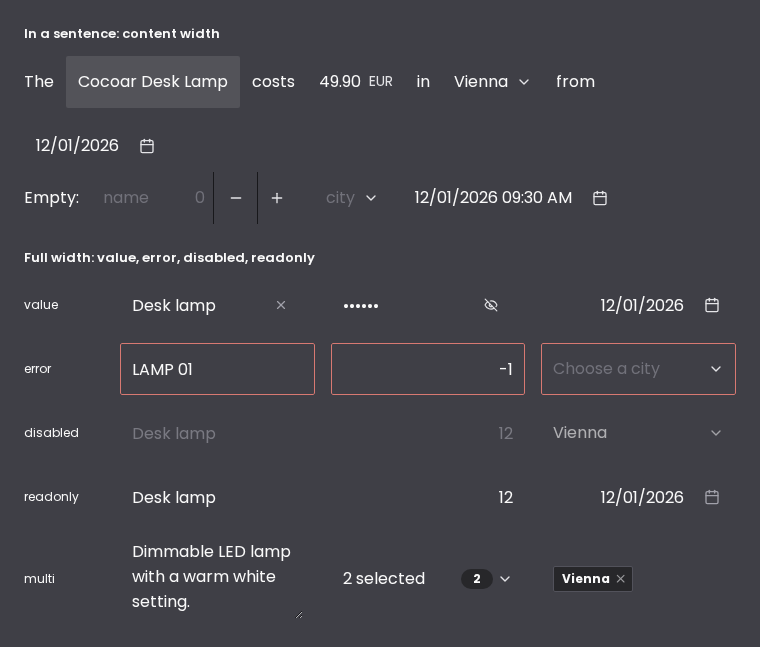 In a sentence: content width
The Cocoar Desk Lamp costs 49.90 EUR in Vienna from
12/01/2026
Empty: name 0 city 12/01/2026 09:30 AM
Full width: value, error, disabled, readonly
value Desk lamp •••••• 12/01/2026
error LAMP 01 -1 Choose a city
disabled Desk lamp 12 Vienna
readonly Desk lamp 12 12/01/2026
multi Dimmable LED lamp with a warm white setting. 2 selected 2 Vienna